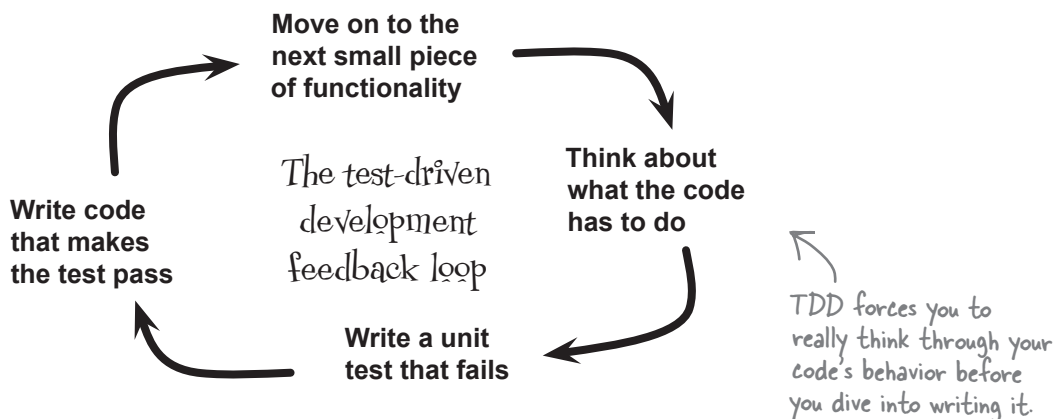 Move on to the
next small piece
of functionality
Think about
what the code
has to do
The test-driven
development
feedback loop
Write code
that makes
the test pass
Write a unit
test that fails
TDD forces you to
really think through your
code's behavior before
you dive into writing it.